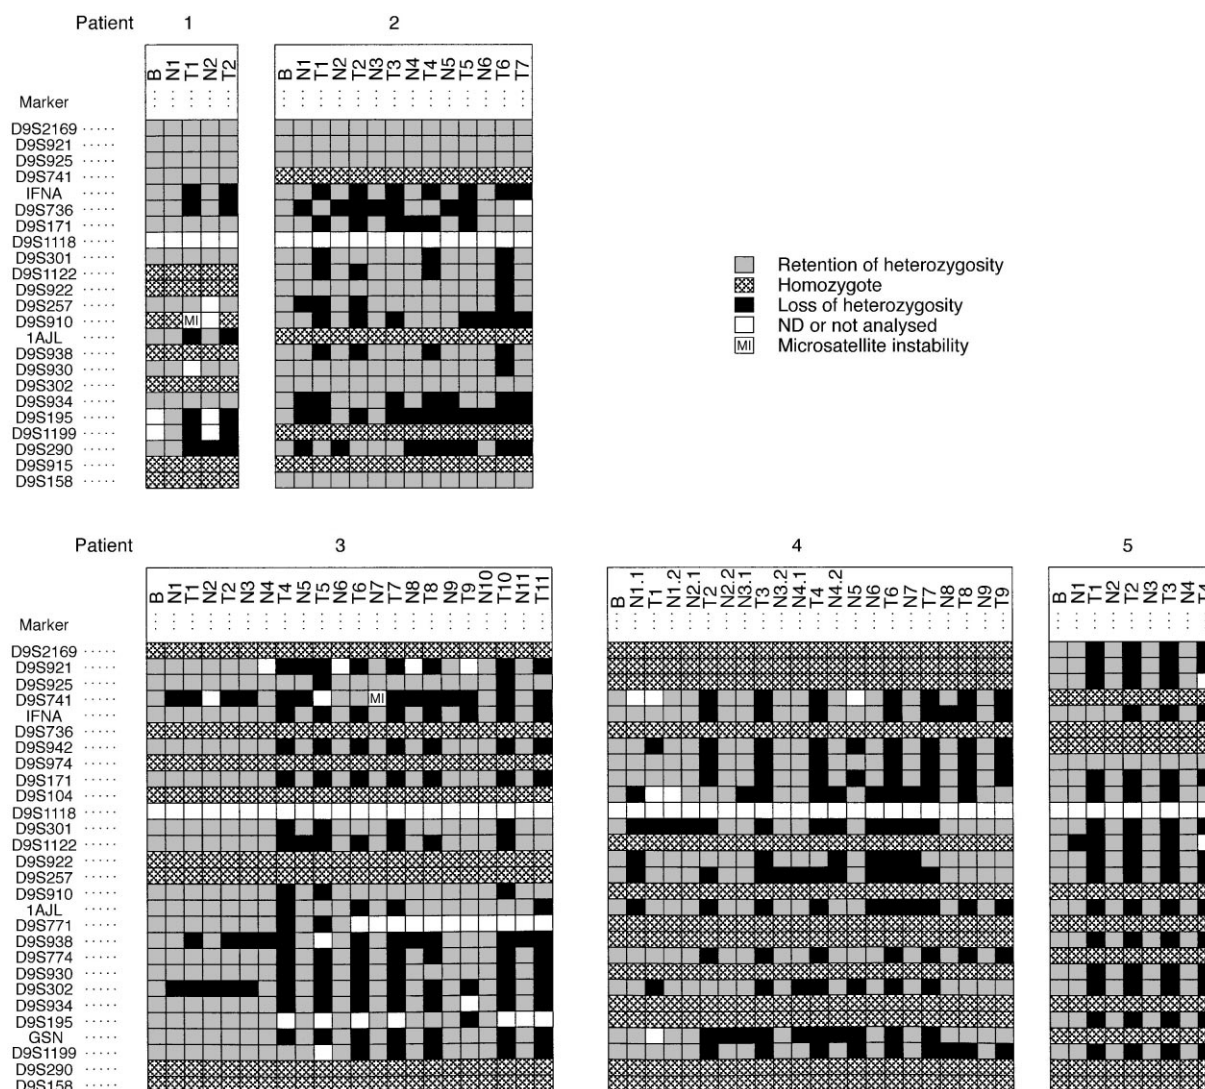 Patient 1 2
B N1 T1 N2 T2 B N1 T1 N2 T2 N3 T3 N4 T4 N5 T5 N6 T6 T7
Marker
D9S2169
D9S921
D9S925
D9S741
IFNA
D9S736
D9S171
D9S1118
D9S301
D9S1122
D9S922
D9S257
D9S910 MI
1AJL
D9S938
D9S930
D9S302
D9S934
D9S195
D9S1199
D9S290
D9S915
D9S158
Retention of heterozygosity
Homozygote
Loss of heterozygosity
ND or not analysed
MI Microsatellite instability
Patient 3 4 5
B N1 T1 N2 T2 N3 N4 T4 N5 T5 N6 T6 N7 T7 N8 T8 N9 T9 N10 T10 N11 T11 B N1.1 T1 N1.2 N2.1 T2 N2.2 N3.1 T3 N3.2 N4.1 T4 N4.2 N5 N6 T6 N7 T7 N8 T8 N9 T9 B N1 T1 N2 T2 N3 T3 N4 T4
Marker
D9S2169
D9S921
D9S925
D9S741 MI
IFNA
D9S736
D9S942
D9S974
D9S171
D9S104
D9S1118
D9S301
D9S1122
D9S922
D9S257
D9S910
1AJL
D9S771
D9S938
D9S774
D9S930
D9S302
D9S934
D9S195
GSN
D9S1199
D9S290
D9S158